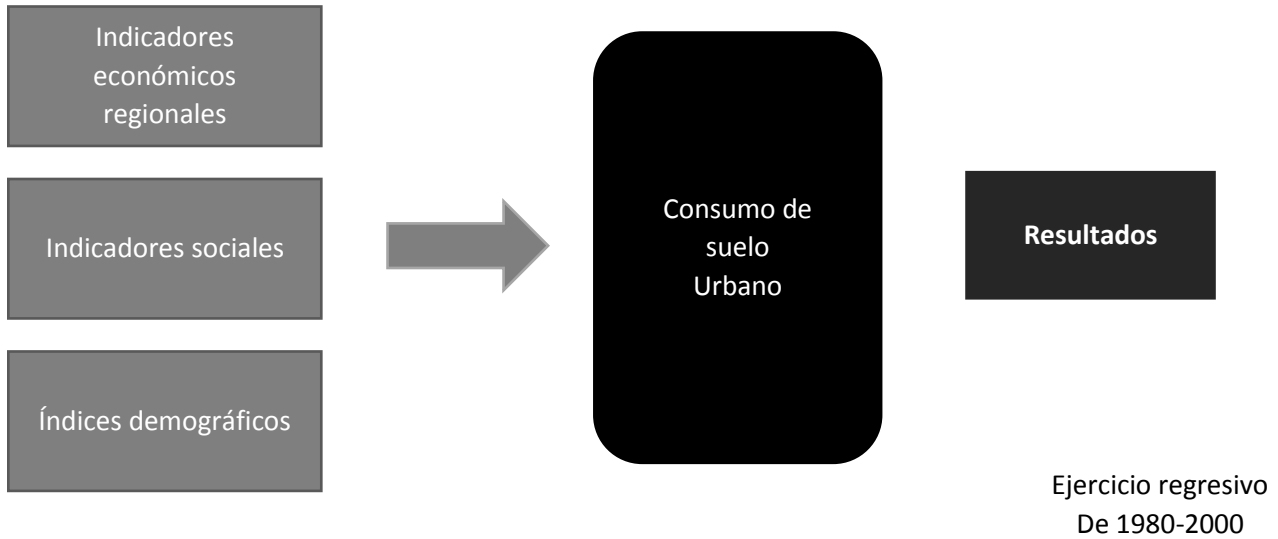 Indicadores
económicos
regionales
Indicadores sociales
Índices demográficos
Consumo de
suelo
Urbano
Resultados
Ejercicio regresivo
De 1980-2000